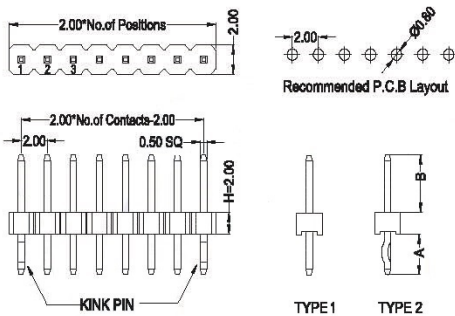 2.00*No.of Positions
2.00
1 2 3
2.00
Ø0.80
Recommended P.C.B Layout
2.00*No.of Contacts-2.00
2.00
0.50 SQ
H=2.00
KINK PIN
B
A
TYPE 1
TYPE 2